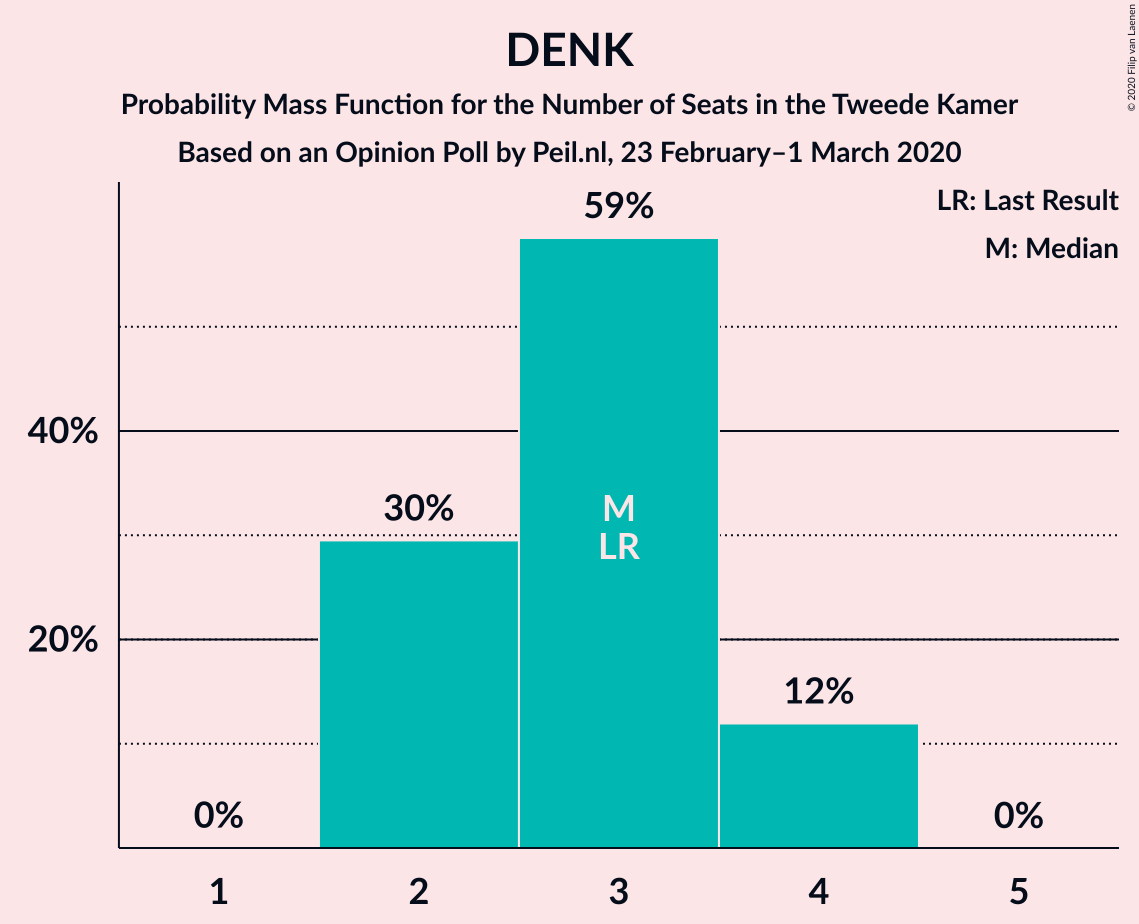 DENK
Probability Mass Function for the Number of Seats in the Tweede Kamer
Based on an Opinion Poll by Peil.nl, 23 February–1 March 2020
© 2020 Filip van Laenen
LR: Last Result
M: Median
59%
40%
30%
M
LR
20%
12%
0%
0%
1 2 3 4 5